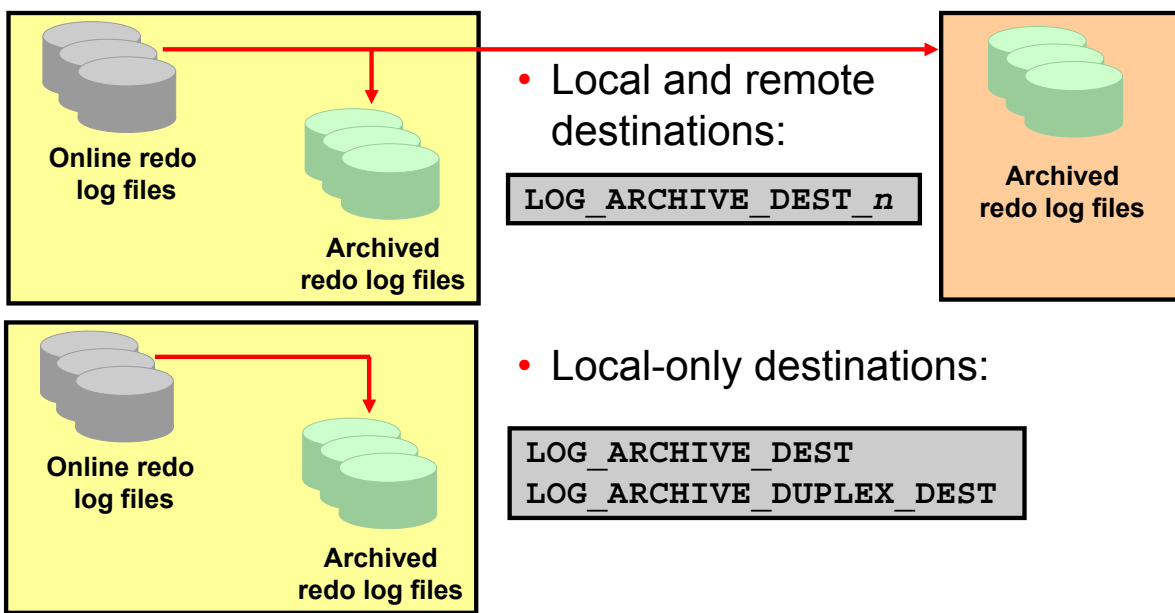 Online redo
log files
Archived
redo log files
• Local and remote
destinations:
LOG_ARCHIVE_DEST_n
Archived
redo log files
Online redo
log files
Archived
redo log files
• Local-only destinations:
LOG_ARCHIVE_DEST
LOG_ARCHIVE_DUPLEX_DEST